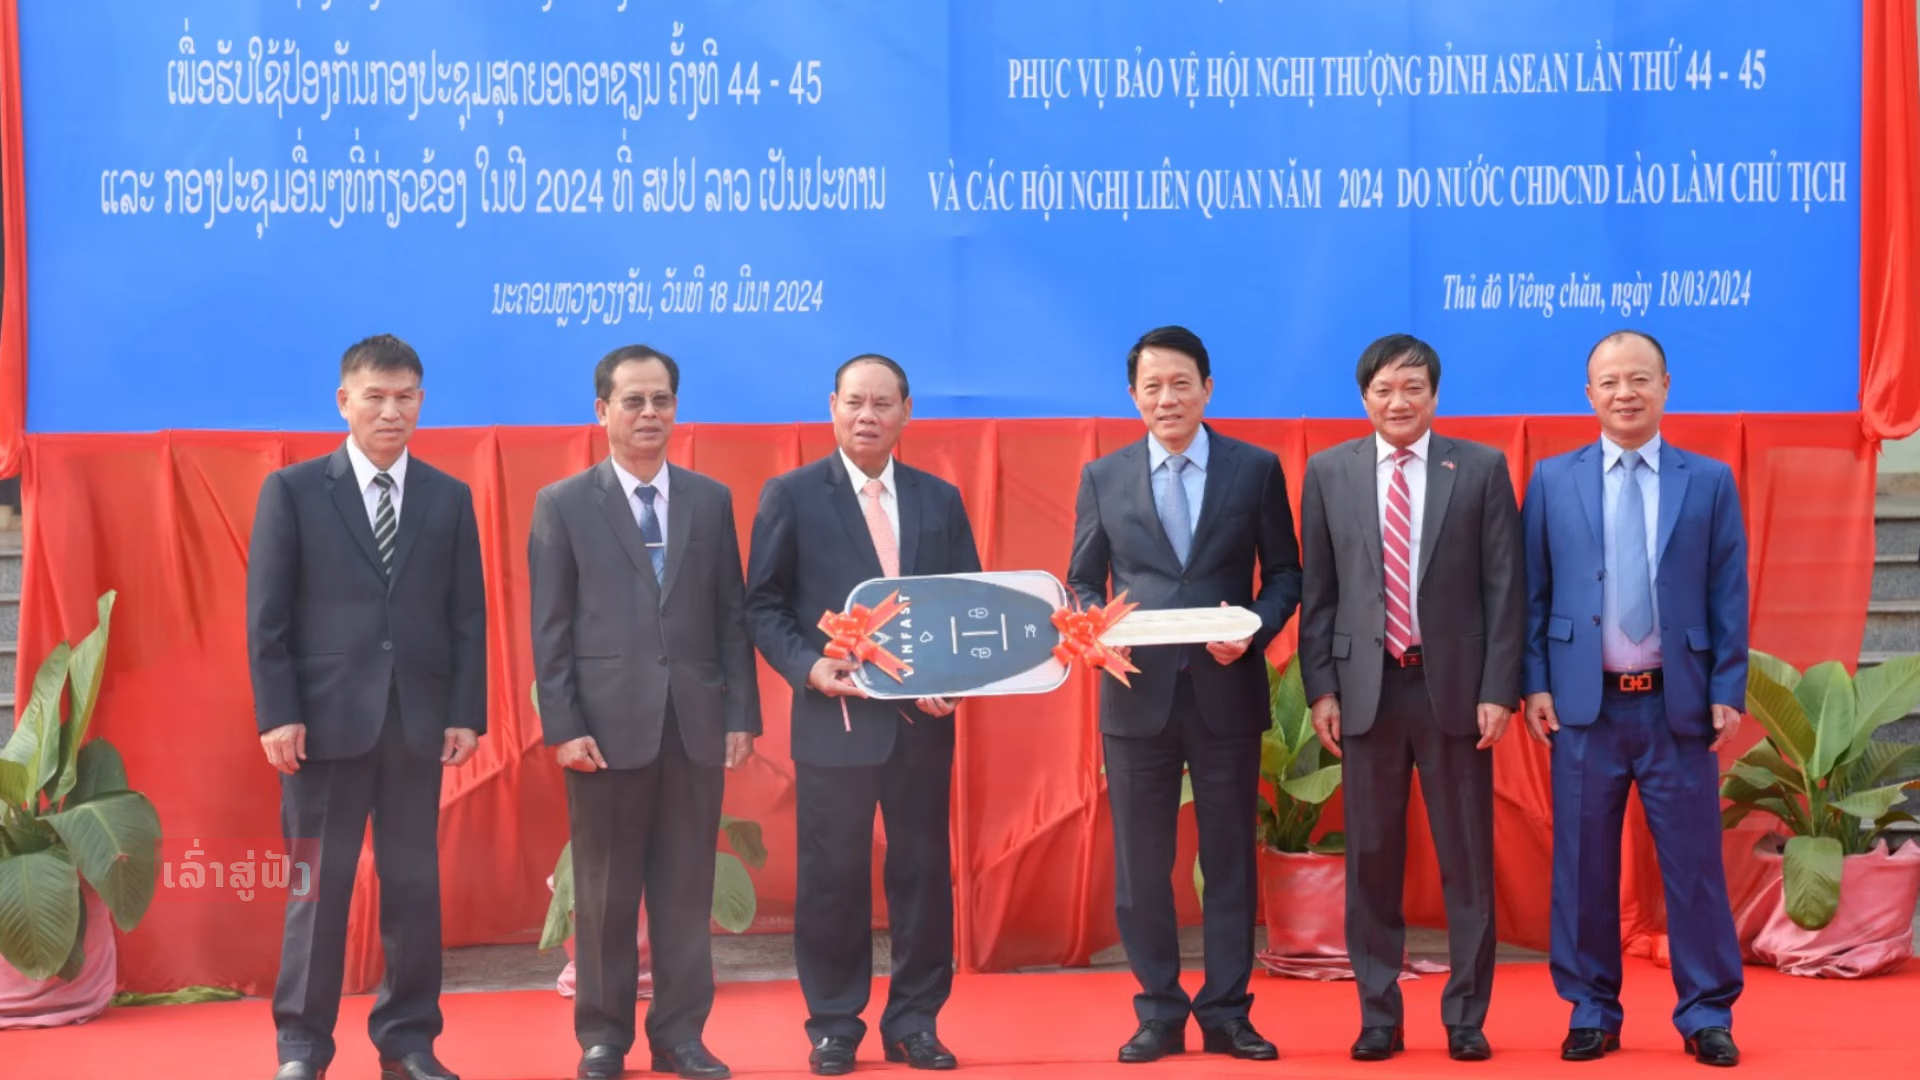 ເພື່ອຮັບໃຊ້ປ້ອງກັນກອງປະຊຸມສຸດຍອດອາຊຽນ ຄັ້ງທີ 44 - 45
ແລະ ກອງປະຊຸມອື່ນໆທີ່ກ່ຽວຂ້ອງ ໃນປີ 2024 ທີ່ ສປປ ລາວ ເປັນປະທານ
ນະຄອນຫຼວງວຽງຈັນ, ວັນທີ 18 ມີນາ 2024
PHỤC VỤ BẢO VỆ HỘI NGHỊ THƯỢNG ĐỈNH ASEAN LẦN THỨ 44 - 45
VÀ CÁC HỘI NGHỊ LIÊN QUAN NĂM 2024 DO NƯỚC CHDCND LÀO LÀM CHỦ TỊCH
Thủ đô Viêng chăn, ngày 18/03/2024
VINFAST
ເລົ່າສູ່ຟັງ